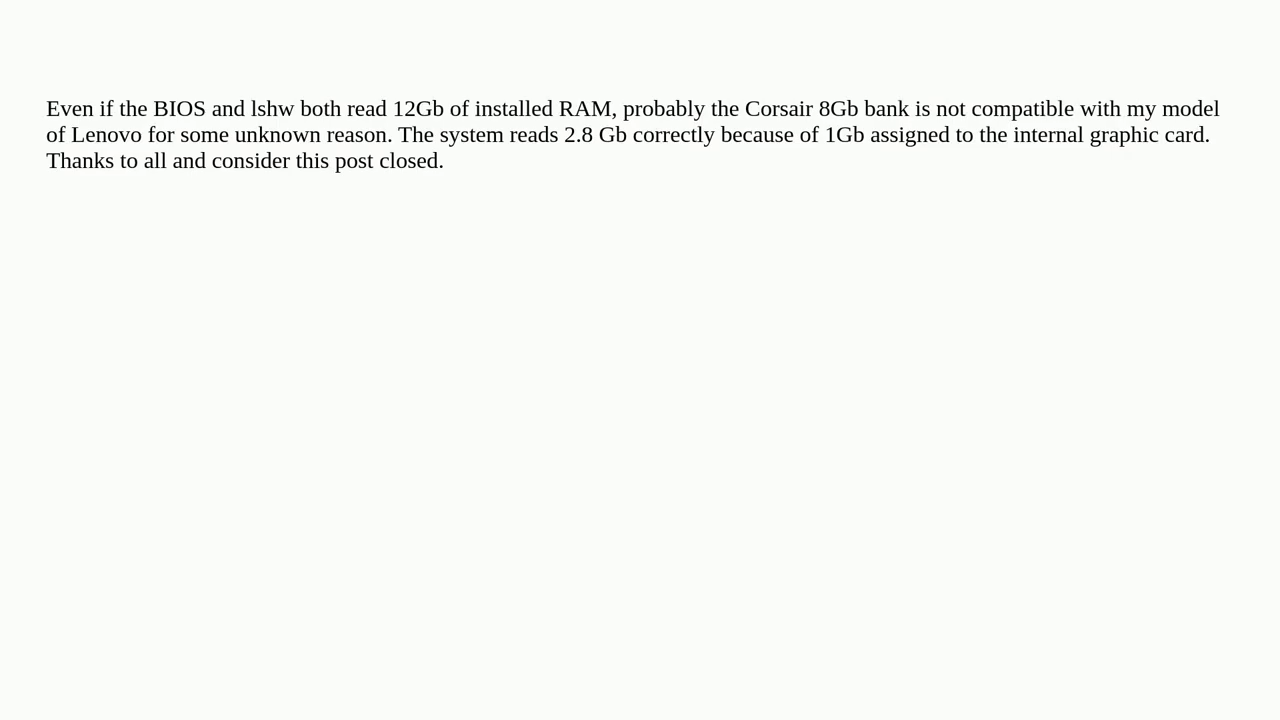 Even if the BIOS and lshw both read 12Gb of installed RAM, probably the Corsair 8Gb bank is not compatible with my model
of Lenovo for some unknown reason. The system reads 2.8 Gb correctly because of 1Gb assigned to the internal graphic card.
Thanks to all and consider this post closed.